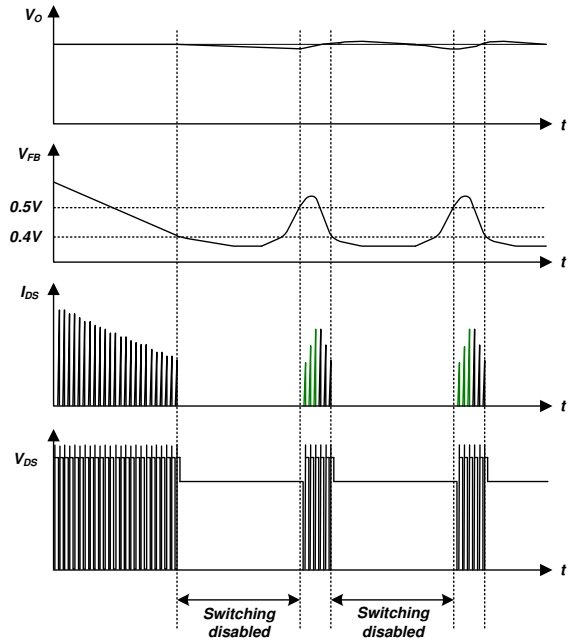 VO
t
VFB
0.5V
0.4V
t
IDS
t
VDS
t
Switching
disabled
Switching
disabled